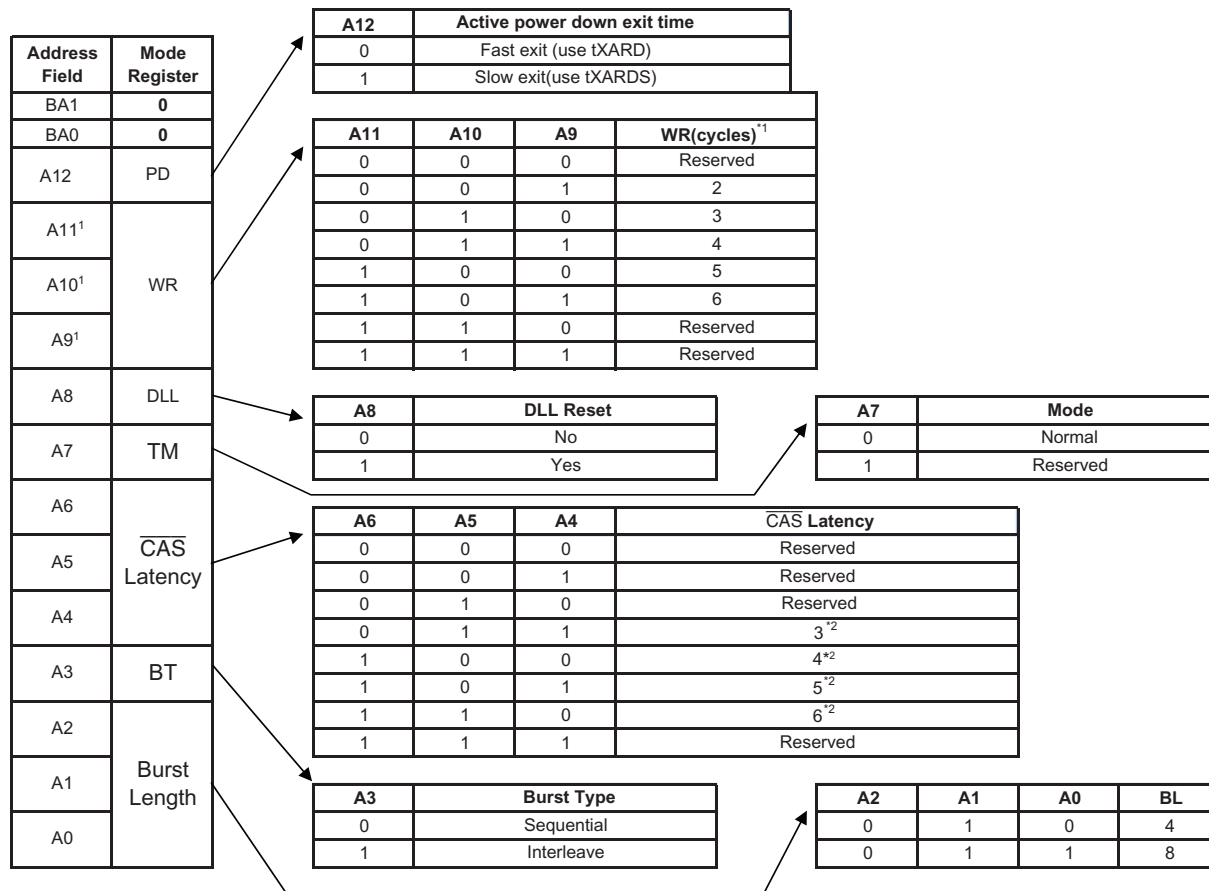 Address Field Mode Register
BA1 0
BA0 0
A12 PD
A11¹
A10¹ WR
A9¹
A8 DLL
A7 TM
A6
A5 CAS Latency
A4
A3 BT
A2
A1 Burst Length
A0
A12 Active power down exit time
0 Fast exit (use tXARD)
1 Slow exit(use tXARDS)
A11 A10 A9 WR(cycles)*1
0 0 0 Reserved
0 0 1 2
0 1 0 3
0 1 1 4
1 0 0 5
1 0 1 6
1 1 0 Reserved
1 1 1 Reserved
A8 DLL Reset
0 No
1 Yes
A7 Mode
0 Normal
1 Reserved
A6 A5 A4 CAS Latency
0 0 0 Reserved
0 0 1 Reserved
0 1 0 Reserved
0 1 1 3*2
1 0 0 4*2
1 0 1 5*2
1 1 0 6*2
1 1 1 Reserved
A3 Burst Type
0 Sequential
1 Interleave
A2 A1 A0 BL
0 1 0 4
0 1 1 8